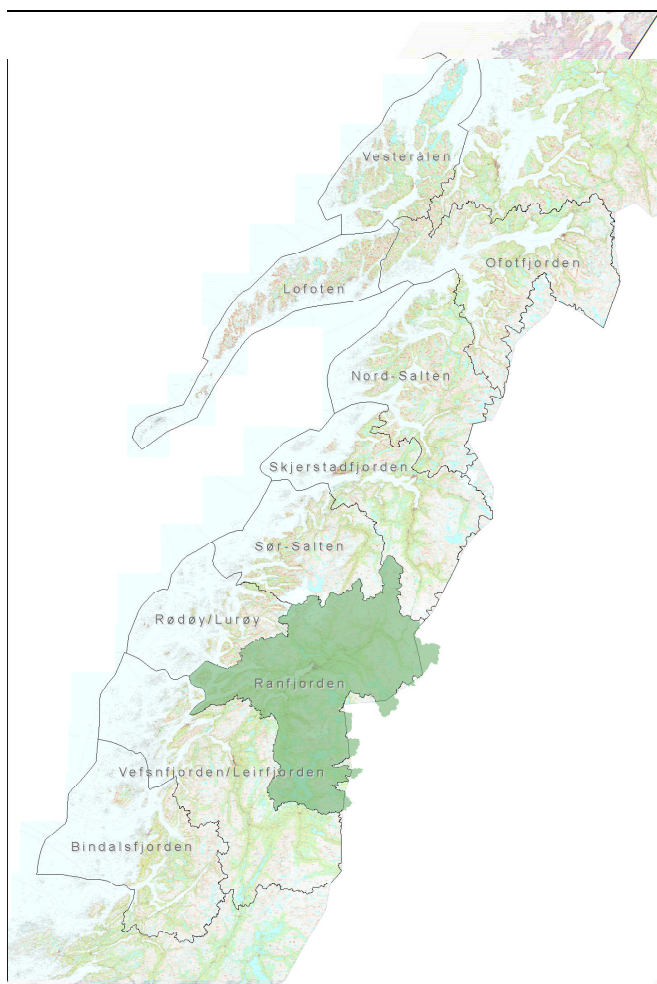 Vesterålen
Ofotfjorden
Lofoten
Nord-Salten
Skjerstadfjorden
Sør-Salten
Rødøy/Lurøy
Ranfjorden
Vefsnfjorden/Leirfjorden
Bindalsfjorden